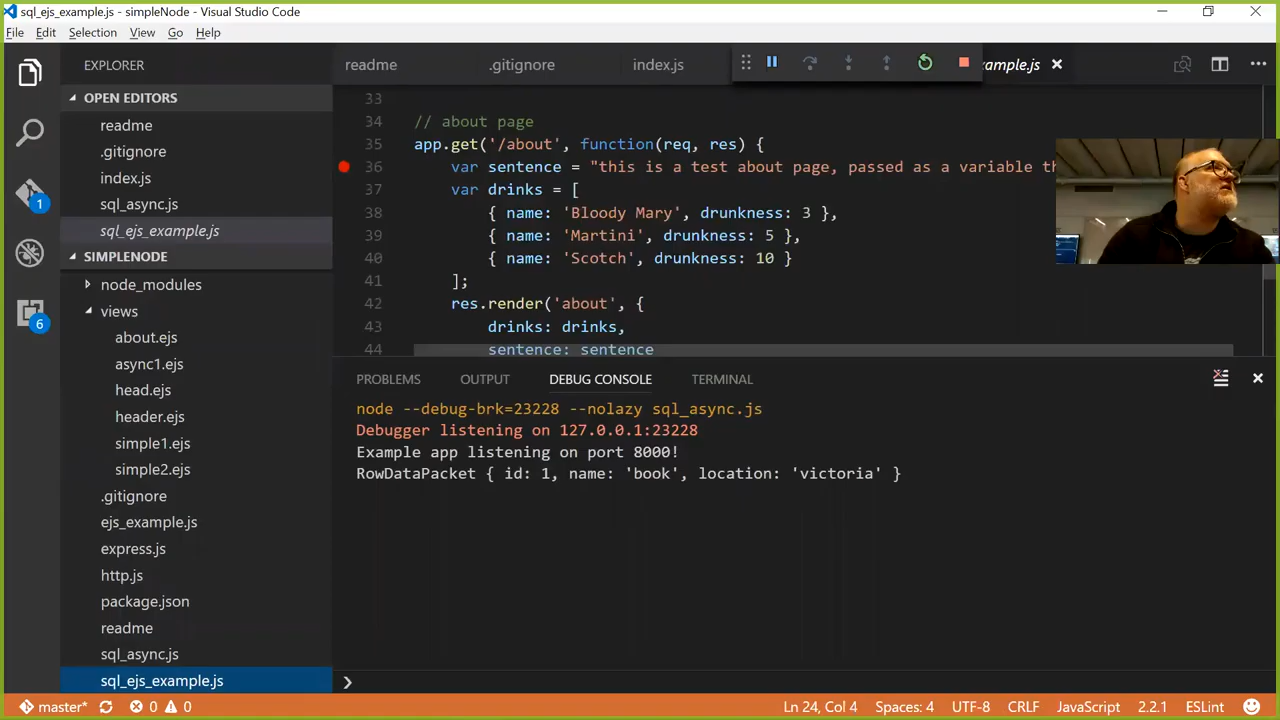 sql_ejs_example.js - simpleNode - Visual Studio Code
File Edit Selection View Go Help
EXPLORER
OPEN EDITORS
readme
.gitignore
index.js
sql_async.js
sql_ejs_example.js
SIMPLENODE
node_modules
views
about.ejs
async1.ejs
head.ejs
header.ejs
simple1.ejs
simple2.ejs
.gitignore
ejs_example.js
express.js
http.js
package.json
readme
sql_async.js
sql_ejs_example.js
1
6
readme .gitignore index.js ample.js
33
34 // about page
35 app.get('/about', function(req, res) {
36 var sentence = "this is a test about page, passed as a variable th
37 var drinks = [
38 { name: 'Bloody Mary', drunkness: 3 },
39 { name: 'Martini', drunkness: 5 },
40 { name: 'Scotch', drunkness: 10 }
41 ];
42 res.render('about', {
43 drinks: drinks,
44 sentence: sentence
PROBLEMS OUTPUT DEBUG CONSOLE TERMINAL
node --debug-brk=23228 --nolazy sql_async.js
Debugger listening on 127.0.0.1:23228
Example app listening on port 8000!
RowDataPacket { id: 1, name: 'book', location: 'victoria' }
master* 0 0 Ln 24, Col 4 Spaces: 4 UTF-8 CRLF JavaScript 2.2.1 ESLint